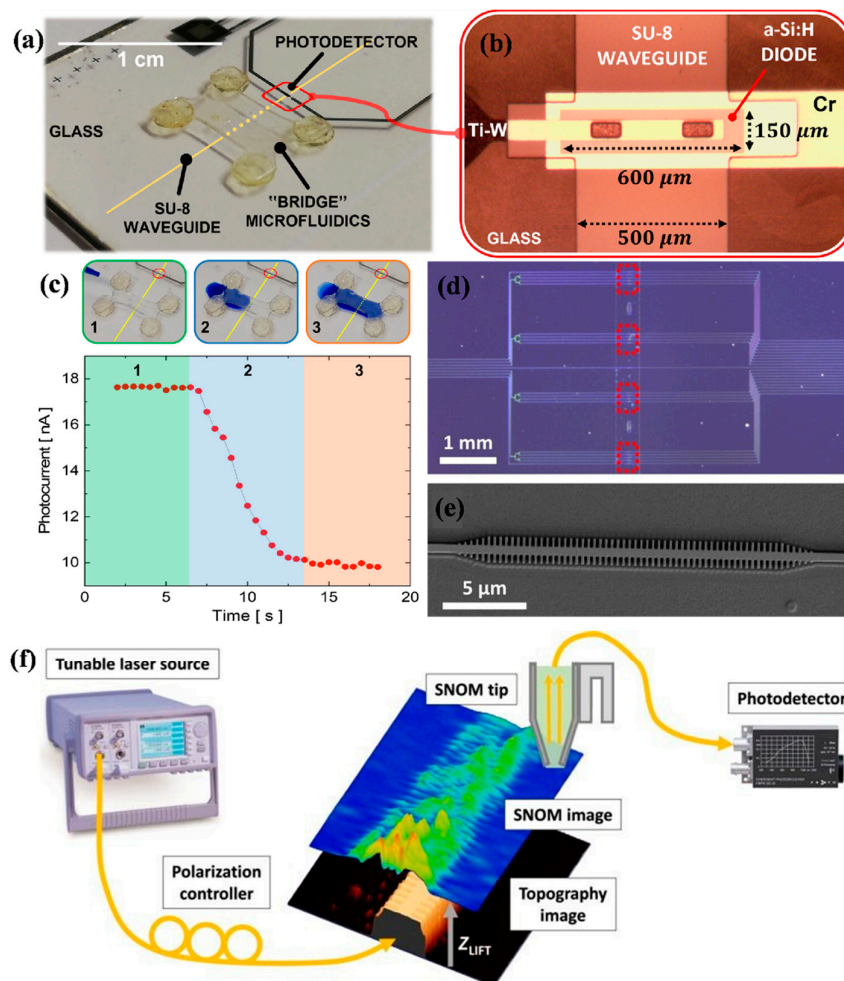 (a)
1 cm
PHOTODETECTOR
GLASS
SU-8
WAVEGUIDE
"BRIDGE"
MICROFLUIDICS
(b)
SU-8
WAVEGUIDE
a-Si:H
DIODE
Cr
Ti-W
150 μm
600 μm
500 μm
GLASS
(c)
1
2
3
1 2 3
Photocurrent [ nA ]
18
16
14
12
10
0 5 10 15 20
Time [ s ]
(d)
1 mm
(e)
5 μm
(f)
Tunable laser source
SNOM tip
Photodetector
SNOM image
Polarization
controller
Topography
image
ZLIFT